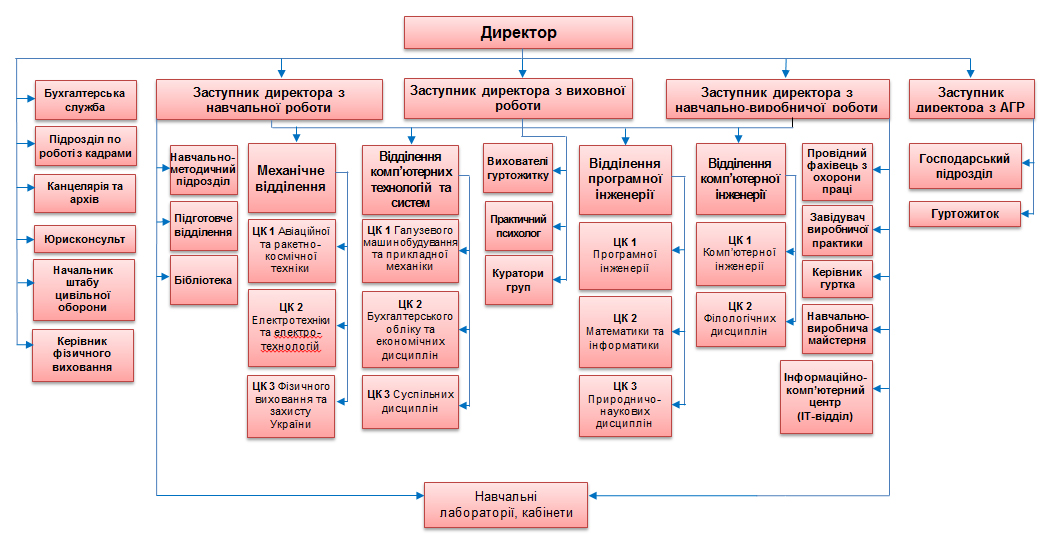 Директор
Заступник директора з
навчальної роботи
Заступник директора з виховної
роботи
Заступник директора з
навчально-виробничої роботи
Заступник
директора з АГР
Бухгалтерська
служба
Підрозділ по
роботі з кадрами
Канцелярія та
архів
Юрисконсульт
Начальник
штабу
цивільної
оборони
Керівник
фізичного
виховання
Навчально-
методичний
підрозділ
Підготовче
відділення
Бібліотека
Механічне
відділення
ЦК 1 Авіаційної
та ракетно-
космічної
техніки
ЦК 2
Електротехніки
та електро-
технологій
ЦК 3 Фізичного
виховання та
захисту
України
Відділення
комп'ютерних
технологій та
систем
ЦК 1 Галузевого
машинобудування
та прикладної
механіки
ЦК 2
Бухгалтерського
обліку та
економічних
дисциплін
ЦК 3 Суспільних
дисциплін
Вихователі
гуртожитку
Практичний
психолог
Куратори
груп
Відділення
програмної
інженерії
ЦК 1
Програмної
інженерії
ЦК 2
Математики та
інформатики
ЦК 3
Природничо-
наукових
дисциплін
Відділення
комп'ютерної
інженерії
ЦК 1
Комп'ютерної
інженерії
ЦК 2
Філологічних
дисциплін
Провідний
фахівець з
охорони
праці
Завідувач
виробничої
практики
Керівник
гуртка
Навчально-
виробнича
майстерня
Інформаційно-
комп'ютерний
центр
(ІТ-відділ)
Господарський
підрозділ
Гуртожиток
Навчальні
лабораторії, кабінети